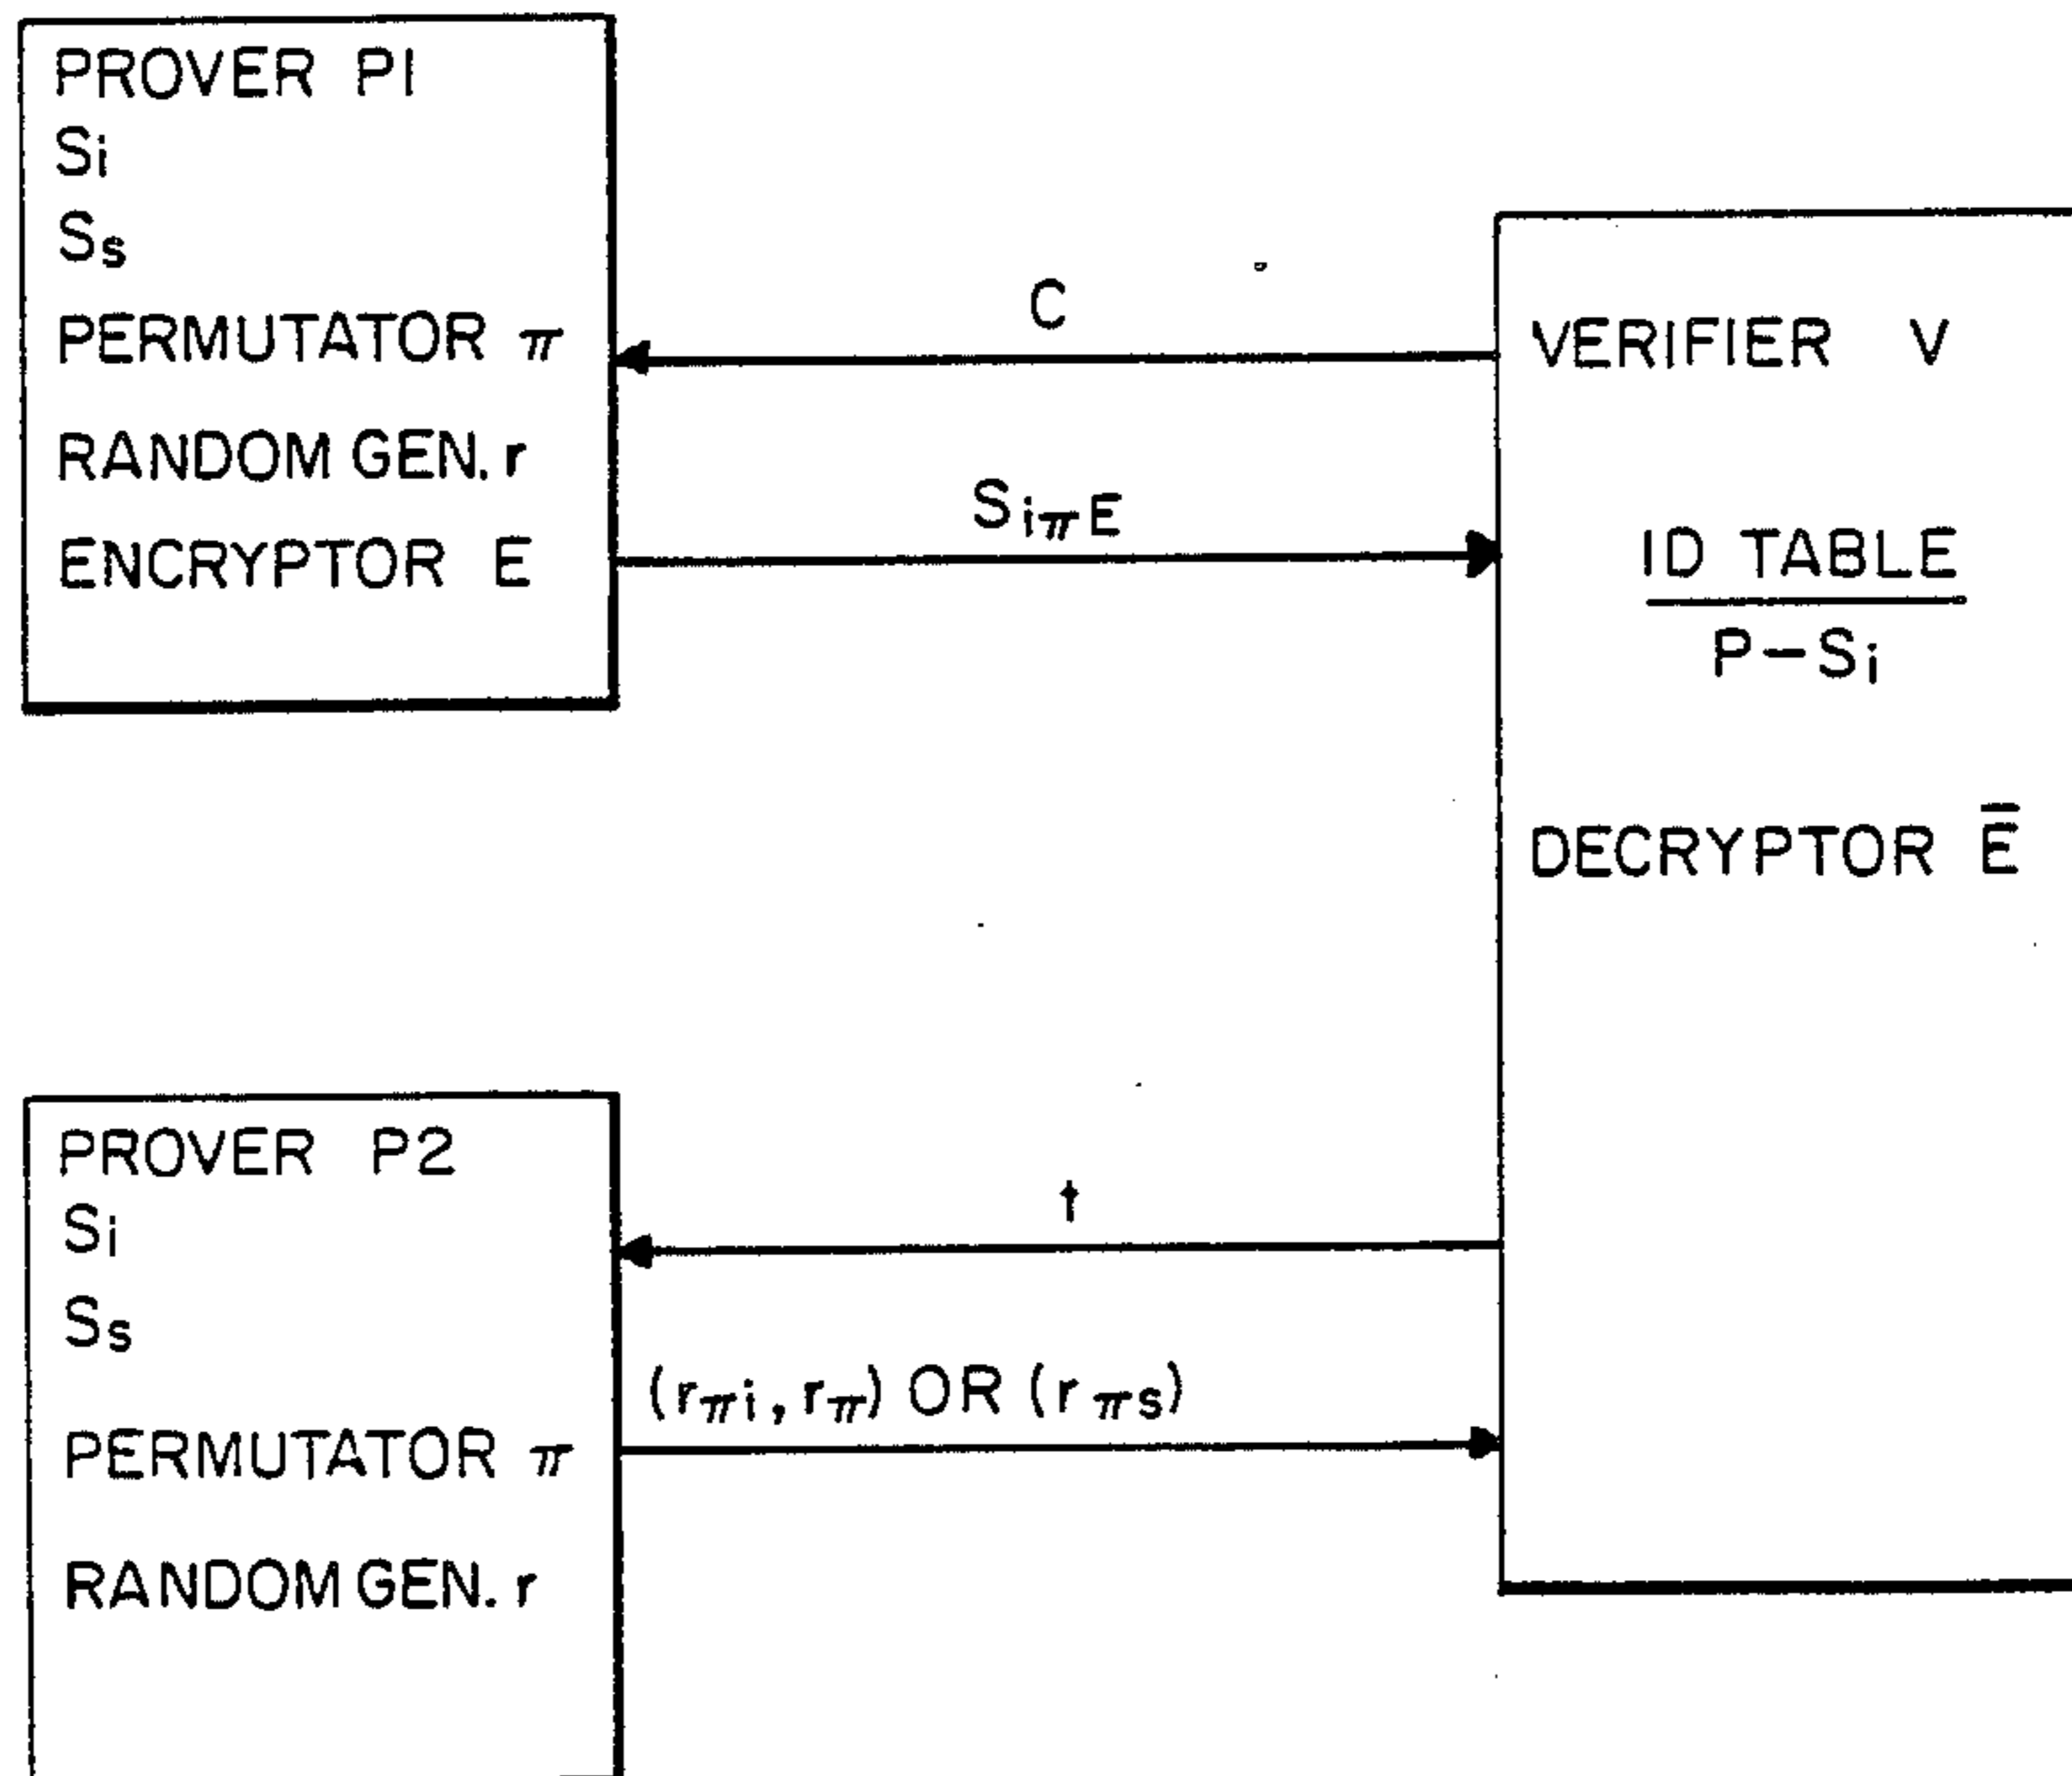 PROVER P1
Si
Ss
PERMUTATOR π
RANDOM GEN. r
ENCRYPTOR E
C
SiπE
VERIFIER V
ID TABLE
P-Si
DECRYPTOR E̅
PROVER P2
Si
Ss
PERMUTATOR π
RANDOM GEN. r
t
(rπi, rπ) OR (rπs)